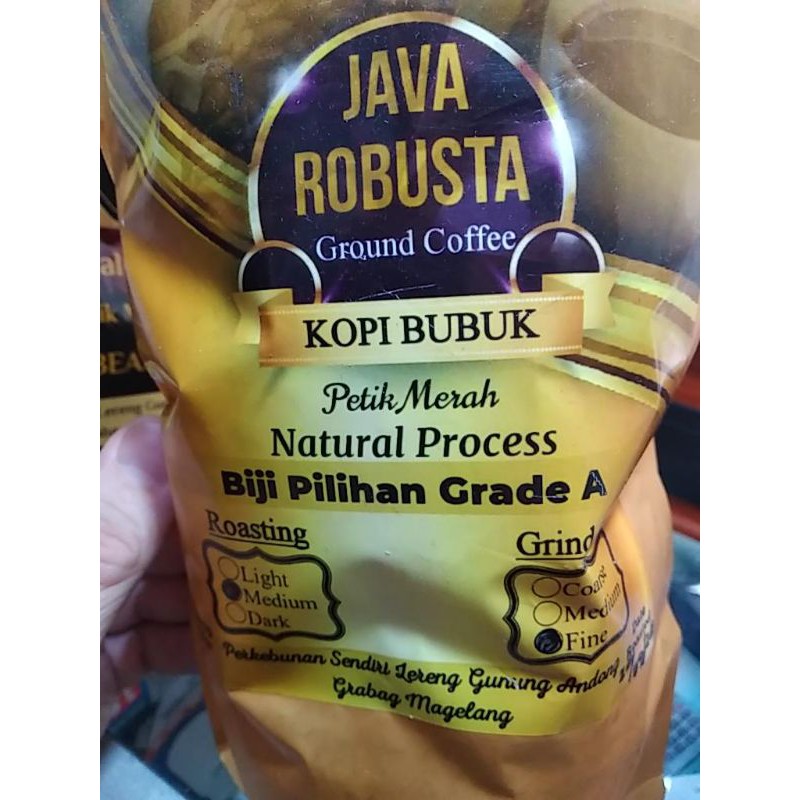 JAVA
ROBUSTA
Ground Coffee
KOPI BUBUK
Petik Merah
Natural Process
Biji Pilihan Grade A
Roasting
Light
Medium
Dark
Grind
Coarse
Medium
Fine
Perkebunan Sendiri Lereng Gunung Andong
Grabag Magelang